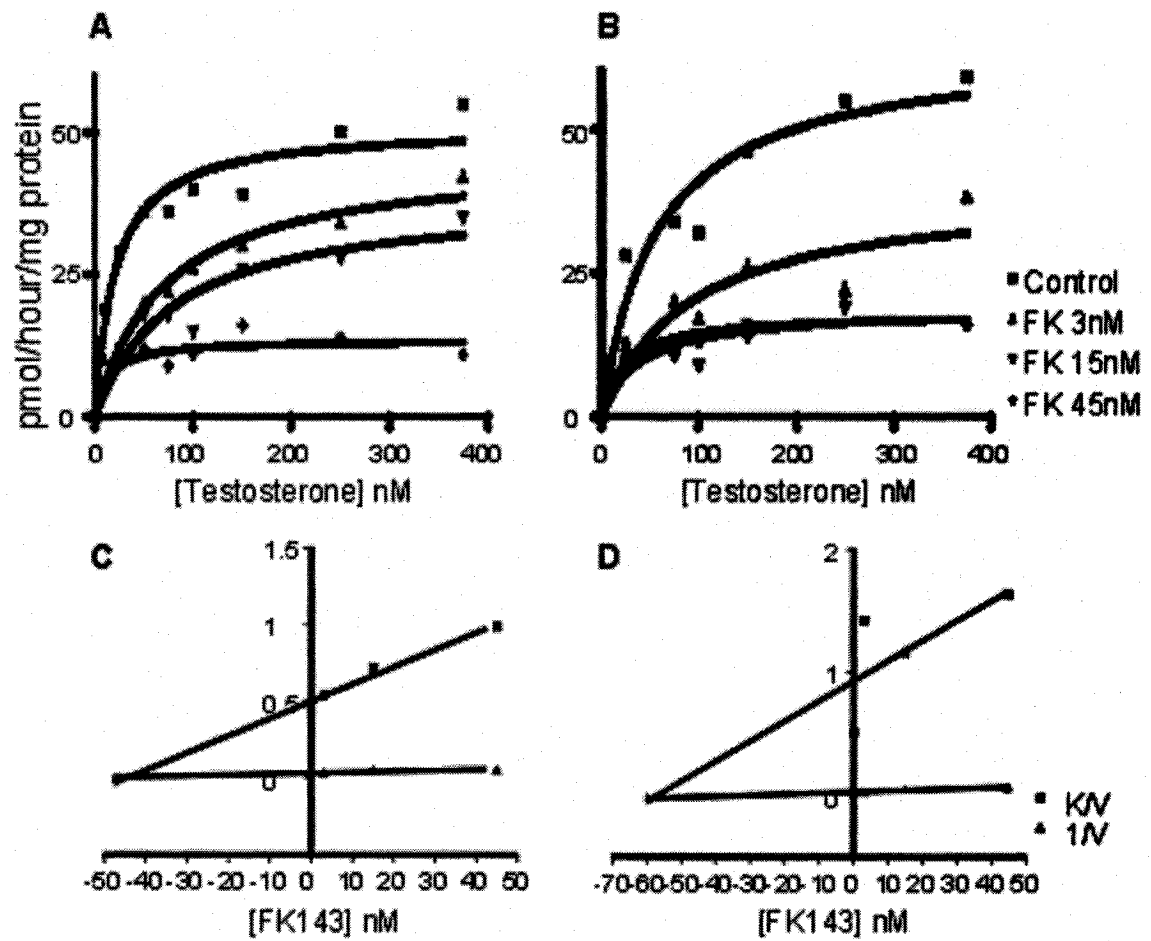 A
B
pmol/hour/mg protein
50
25
0
0 100 200 300 400
[Testosterone] nM
50
25
0
0 100 200 300 400
[Testosterone] nM
Control
FK 3nM
FK 15nM
FK 45nM
C
1.5
1
0.5
0
-50 -40 -30 -20 -10 0 10 20 30 40 50
[FK143] nM
D
2
1
0
-70 -60 -50 -40 -30 -20 -10 0 10 20 30 40 50
[FK143] nM
K/V
1/V